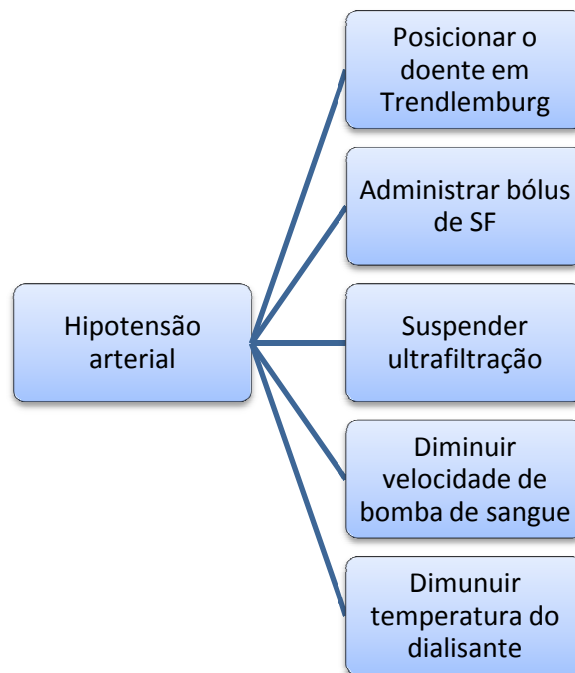 Posicionar o
doente em
Trendlemburg
Administrar bólus
de SF
Hipotensão
arterial
Suspender
ultrafiltração
Diminuir
velocidade de
bomba de sangue
Dimunuir
temperatura do
dialisante